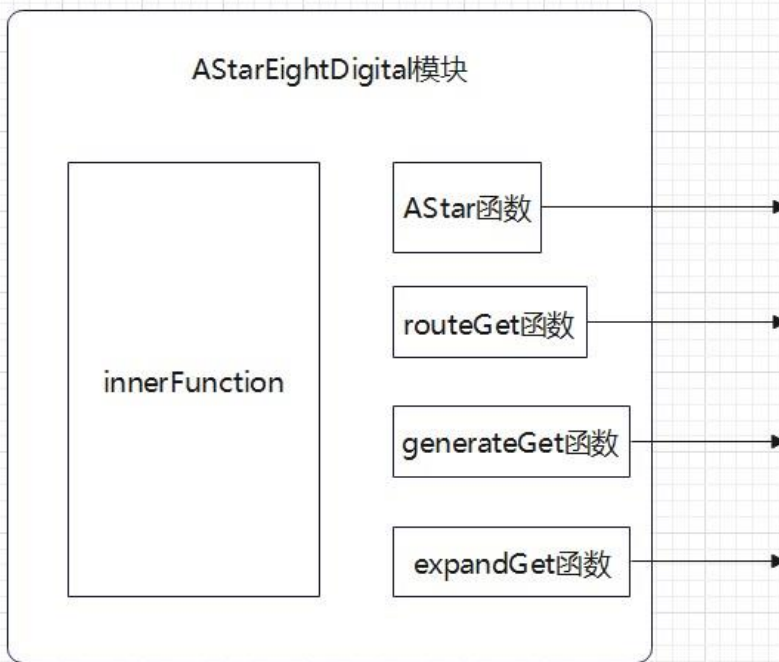 AStarEightDigital模块
innerFunction
AStar函数
routeGet函数
generateGet函数
expandGet函数